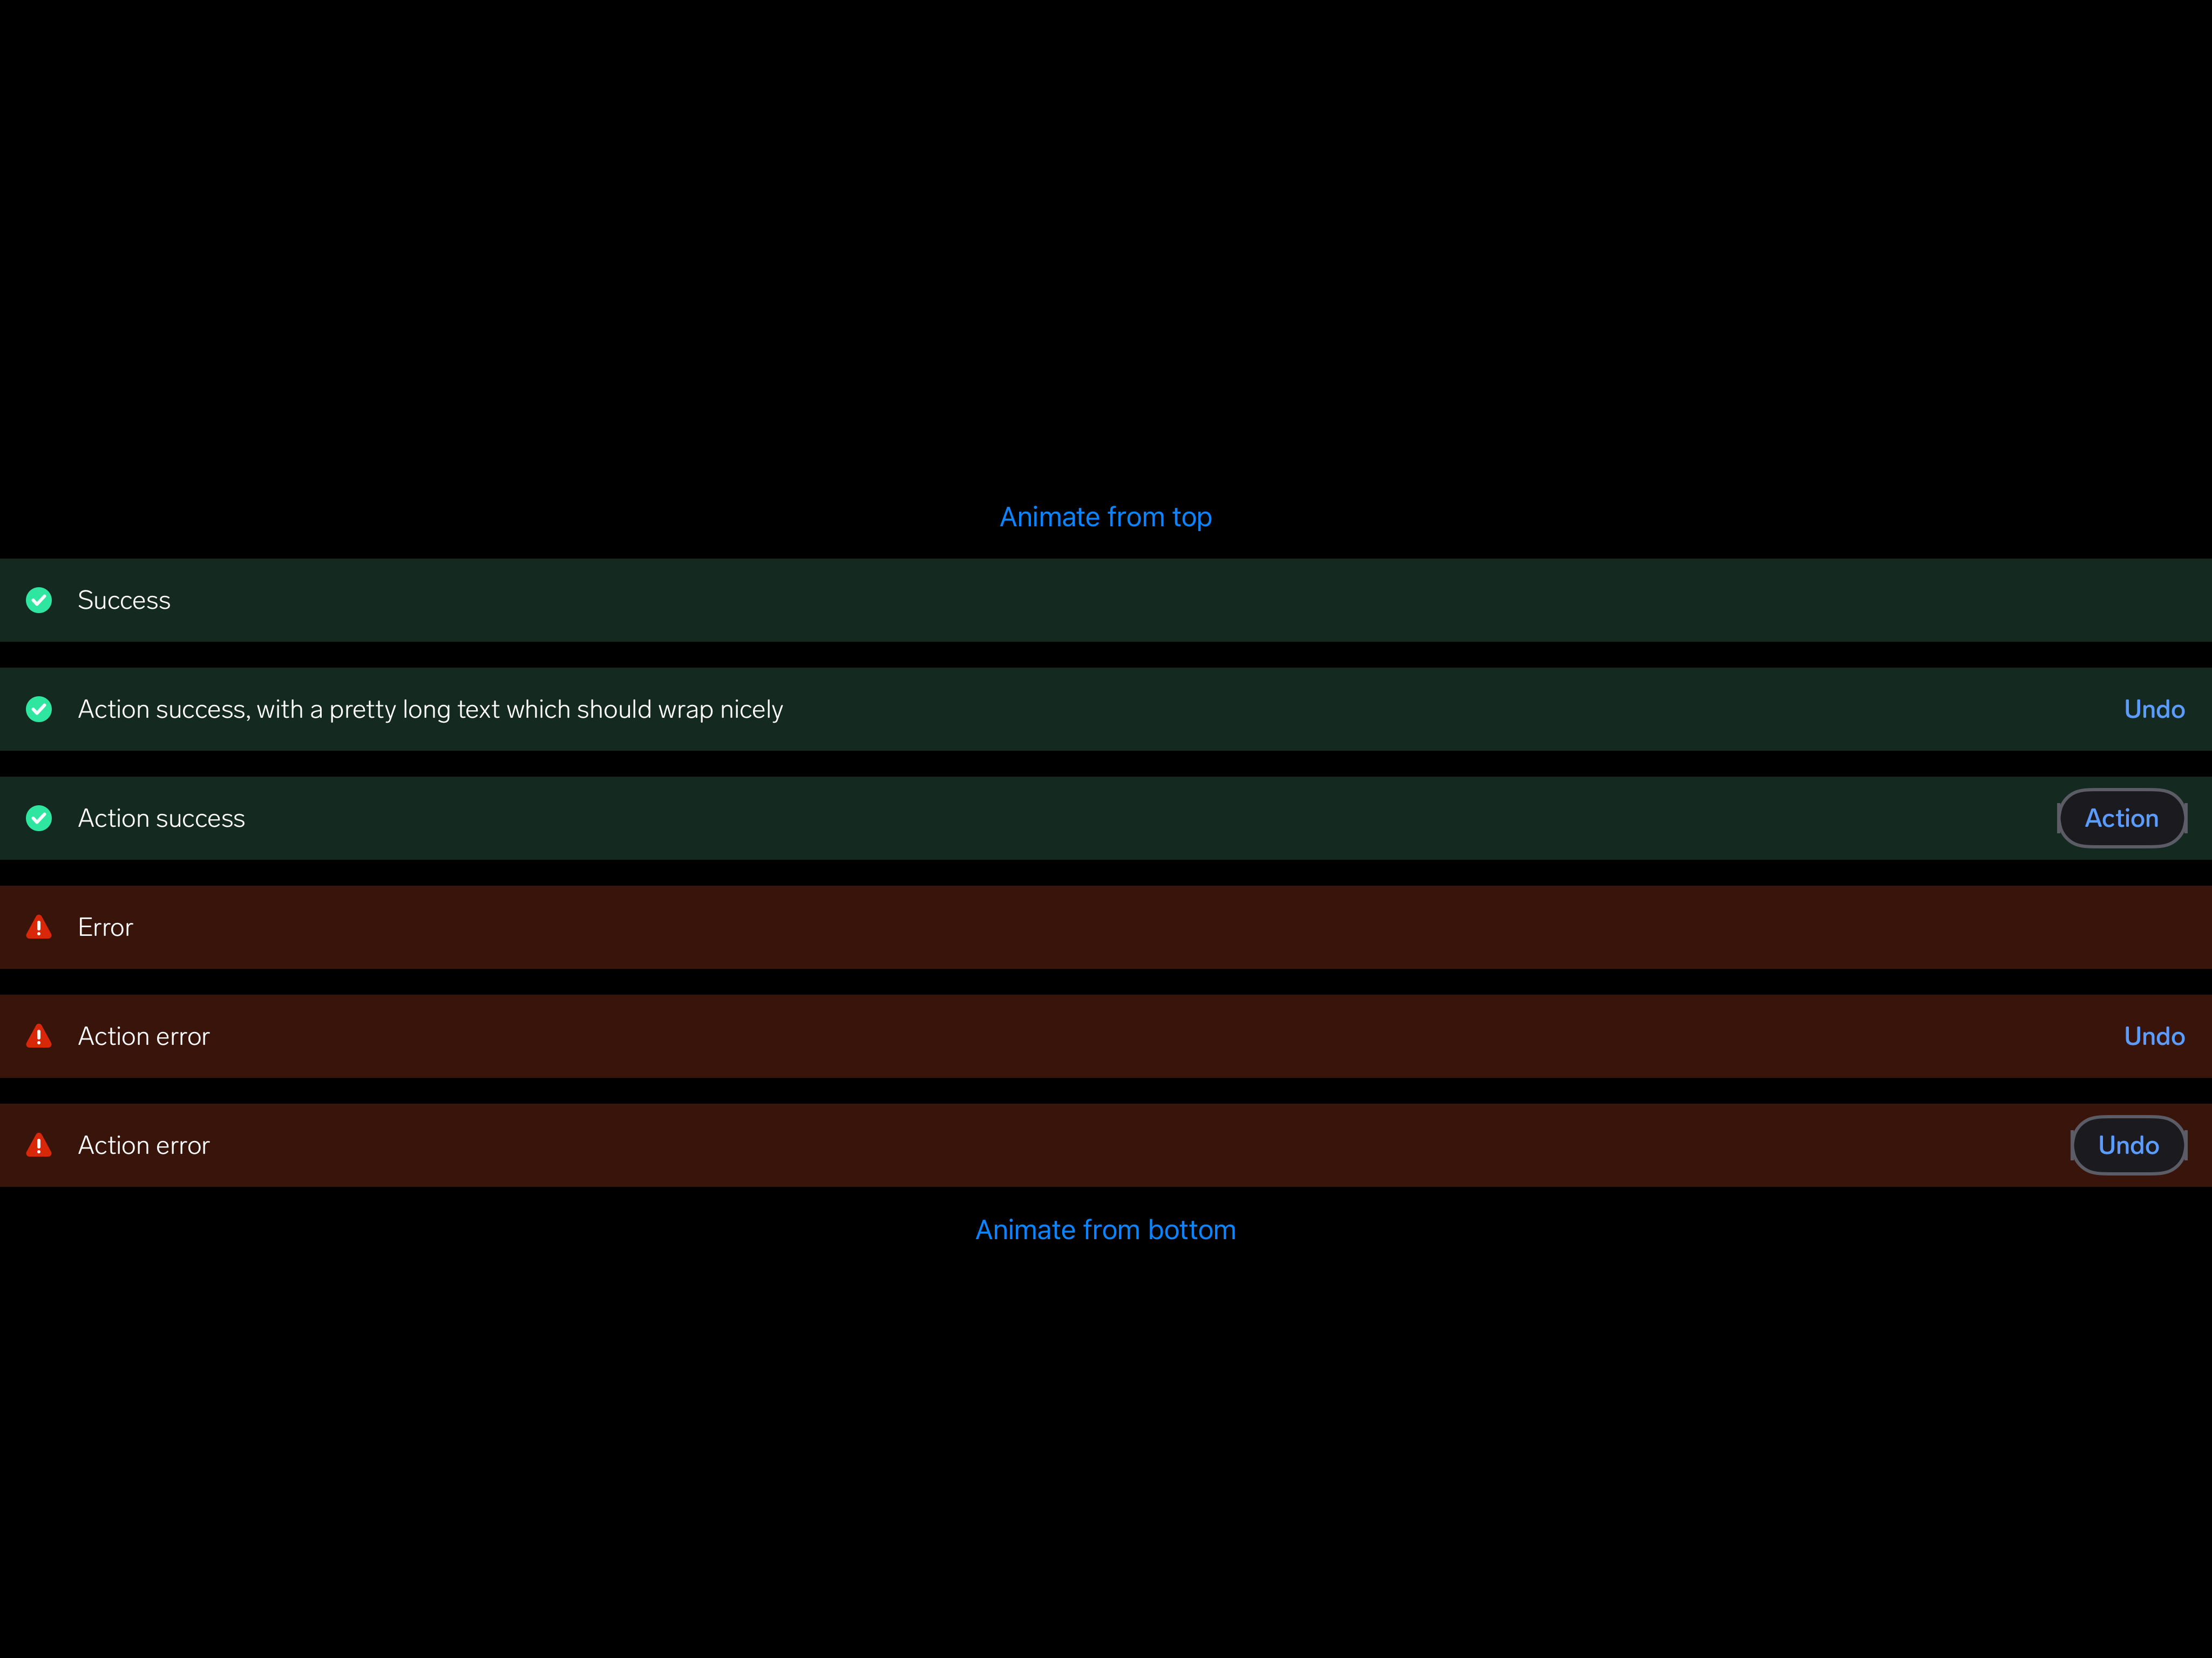 Animate from top
Success
Action success, with a pretty long text which should wrap nicely
Undo
Action success
Action
Error
Action error
Undo
Action error
Undo
Animate from bottom